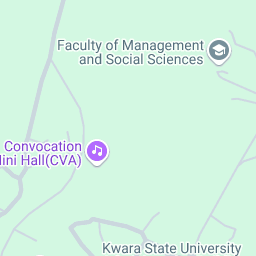 Faculty of Management
and Social Sciences
Convocation
ini Hall(CVA)
Kwara State University